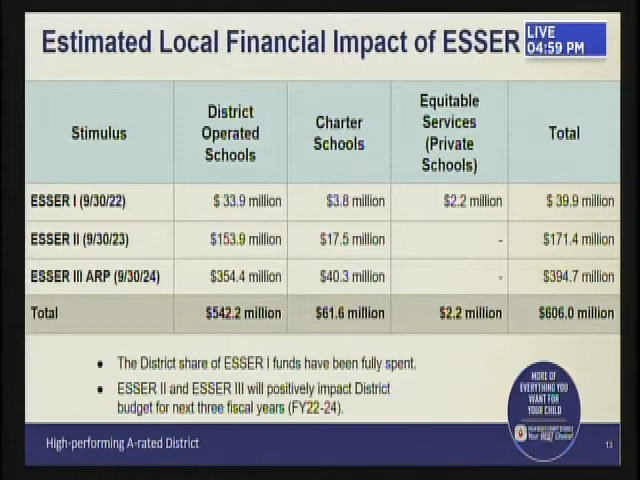 Estimated Local Financial Impact of ESSER
LIVE
04:59 PM
Stimulus
District
Operated
Schools
Charter
Schools
Equitable
Services
(Private
Schools)
Total
ESSER I (9/30/22) $ 33.9 million $3.8 million $2.2 million $ 39.9 million
ESSER II (9/30/23) $153.9 million $17.5 million - $171.4 million
ESSER III ARP (9/30/24) $354.4 million $40.3 million - $394.7 million
Total $542.2 million $61.6 million $2.2 million $606.0 million
• The District share of ESSER I funds have been fully spent.
• ESSER II and ESSER III will positively impact District
budget for next three fiscal years (FY22-24).
MORE OF
EVERYTHING YOU
WANT FOR
YOUR CHILD
Your BEST Choice!
High-performing A-rated District
13